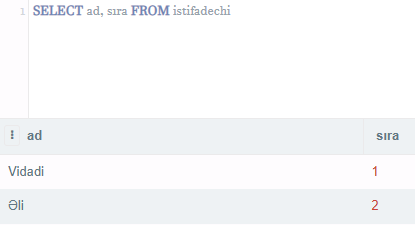 1 SELECT ad, sıra FROM istifadechi
ad sıra
Vidadi 1
Əli 2